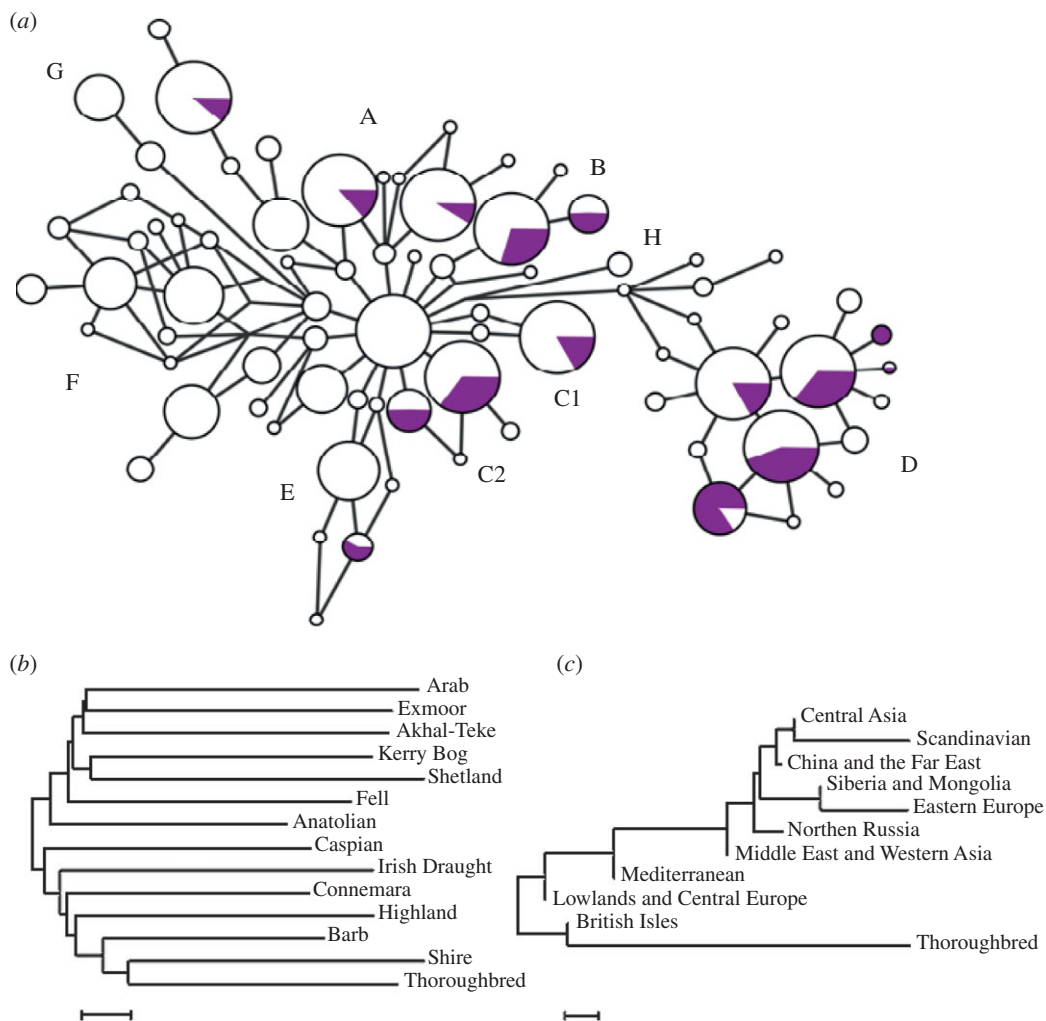 (a)
G
A
B
H
F
C1
C2
E
D
(b)
Arab
Exmoor
Akhal-Teke
Kerry Bog
Shetland
Fell
Anatolian
Caspian
Irish Draught
Connemara
Highland
Barb
Shire
Thoroughbred
(c)
Central Asia
Scandinavian
China and the Far East
Siberia and Mongolia
Eastern Europe
Northen Russia
Middle East and Western Asia
Mediterranean
Lowlands and Central Europe
British Isles
Thoroughbred